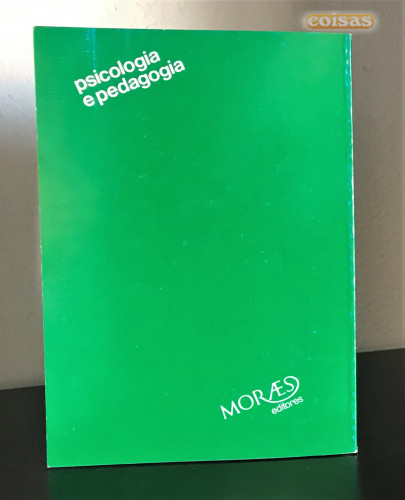 coisas
psicologia
e pedagogia
MORÆS
editores